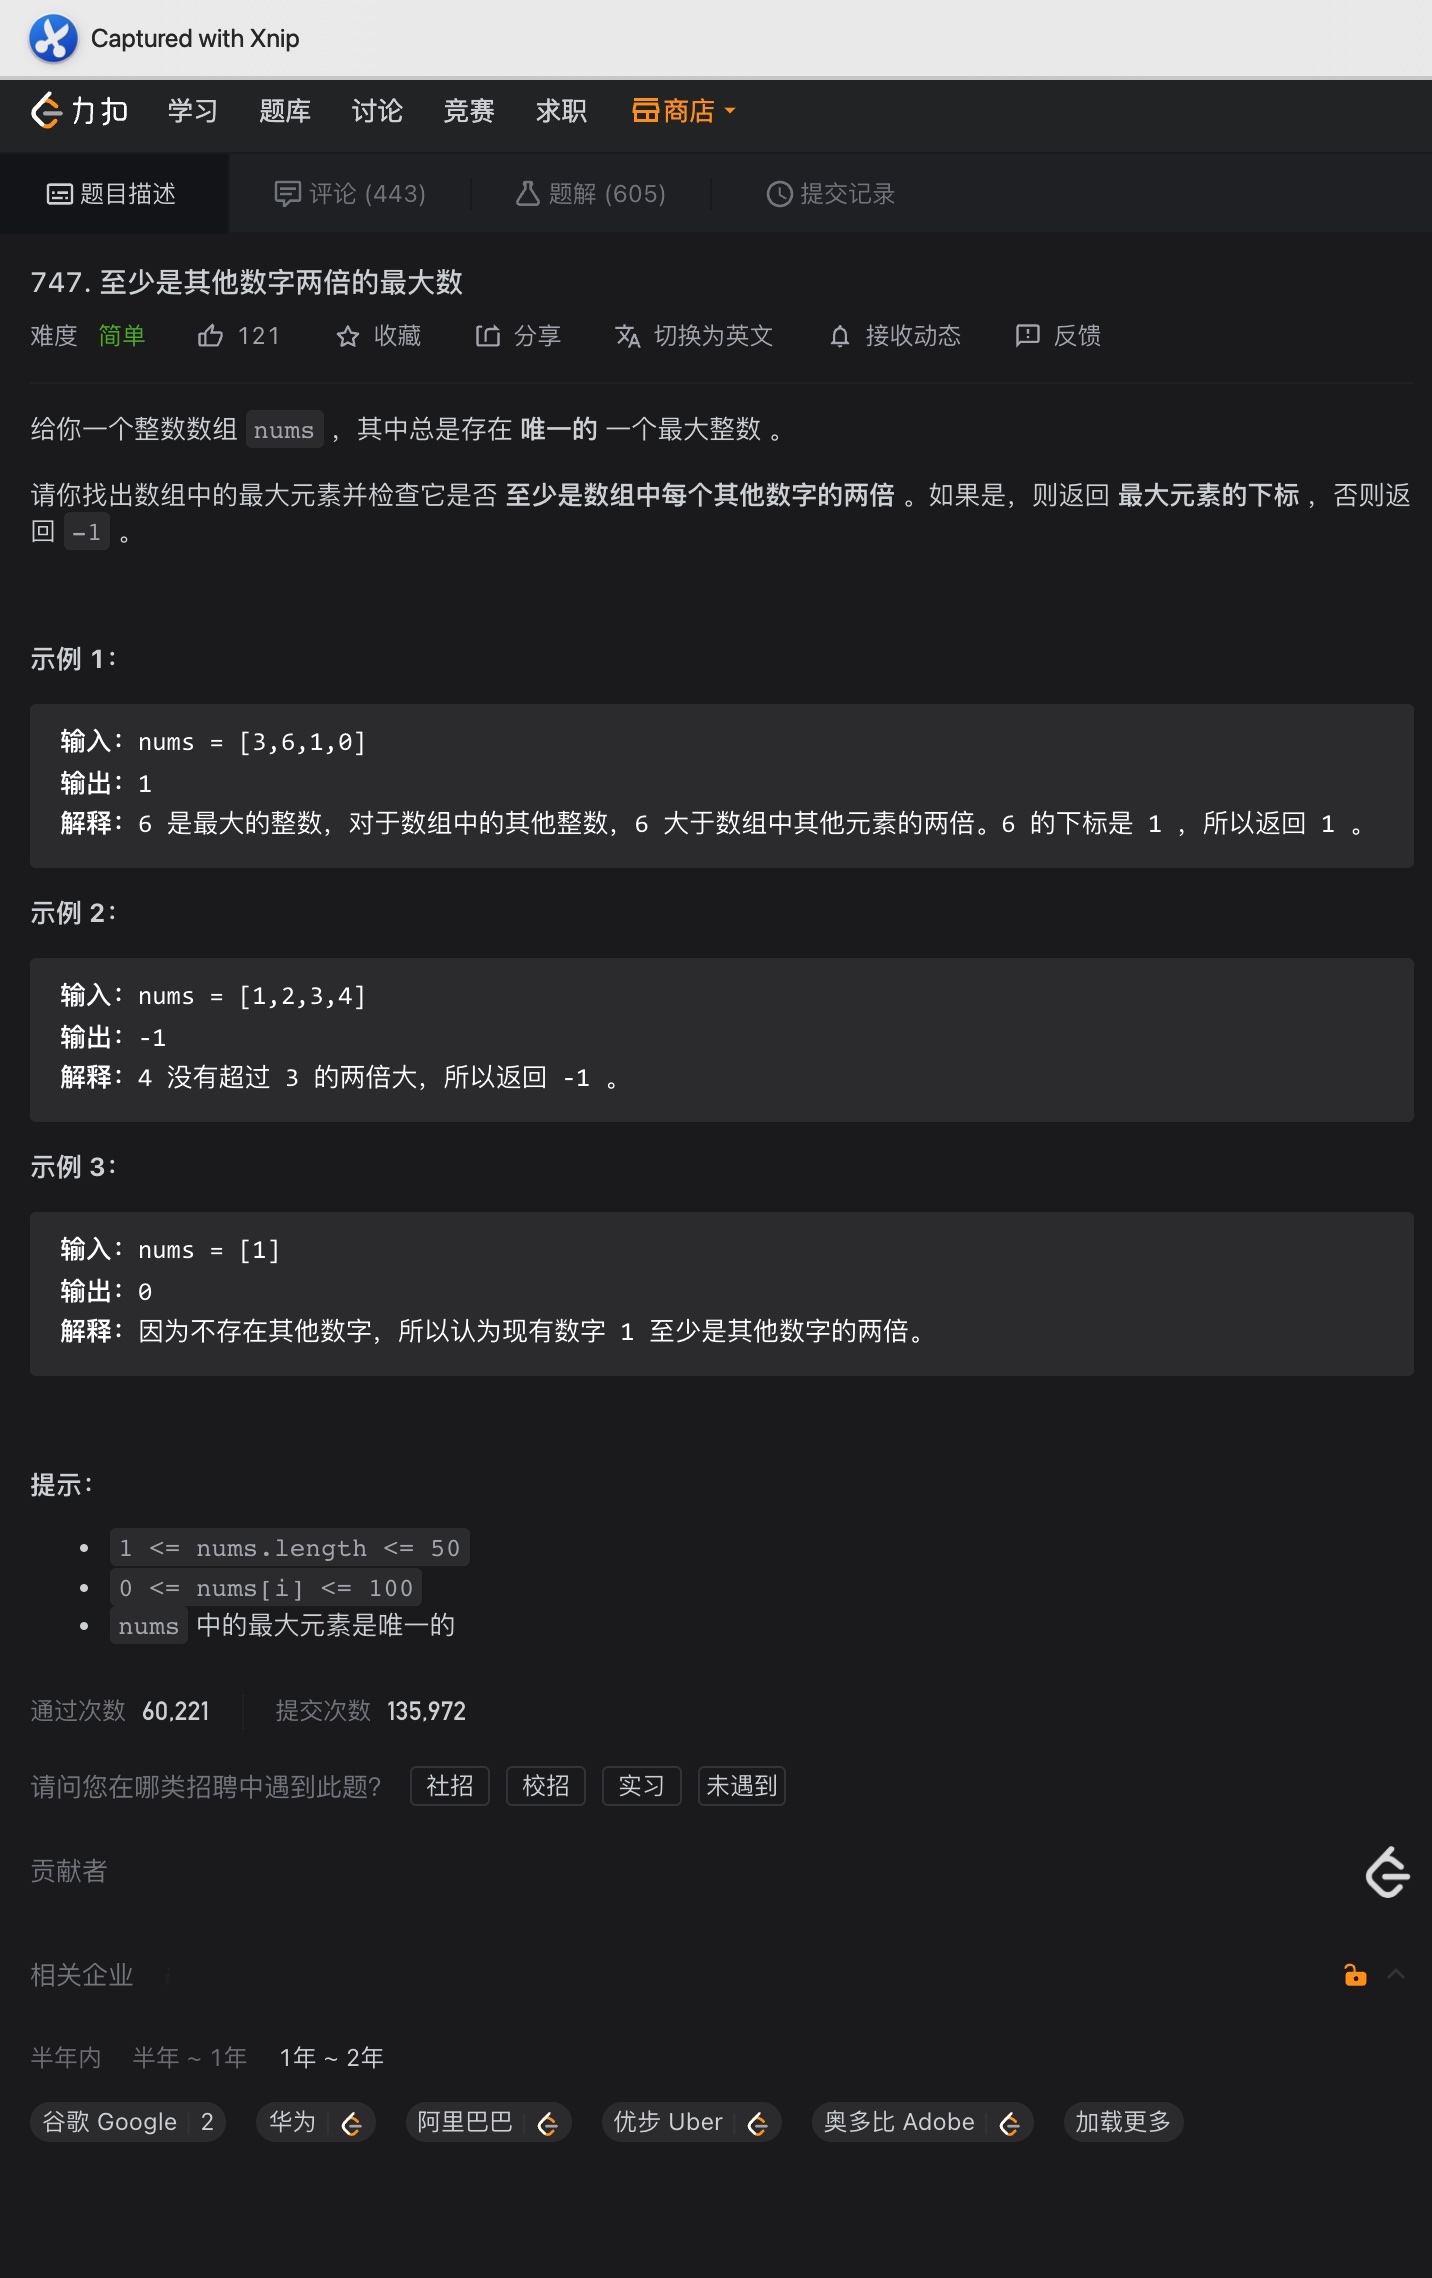 Captured with Xnip
力扣 学习 题库 讨论 竞赛 求职 商店
题目描述 评论 (443) 题解 (605) 提交记录
747. 至少是其他数字两倍的最大数
难度 简单 121 收藏 分享 切换为英文 接收动态 反馈
给你一个整数数组 nums ，其中总是存在 唯一的 一个最大整数 。
请你找出数组中的最大元素并检查它是否 至少是数组中每个其他数字的两倍 。如果是，则返回 最大元素的下标 ，否则返
回 -1 。
示例 1：
输入：nums = [3,6,1,0]
输出：1
解释：6 是最大的整数，对于数组中的其他整数，6 大于数组中其他元素的两倍。6 的下标是 1 ，所以返回 1 。
示例 2：
输入：nums = [1,2,3,4]
输出：-1
解释：4 没有超过 3 的两倍大，所以返回 -1 。
示例 3：
输入：nums = [1]
输出：0
解释：因为不存在其他数字，所以认为现有数字 1 至少是其他数字的两倍。
提示：
• 1 <= nums.length <= 50
• 0 <= nums[i] <= 100
• nums 中的最大元素是唯一的
通过次数 60,221 提交次数 135,972
请问您在哪类招聘中遇到此题? 社招 校招 实习 未遇到
贡献者
相关企业
半年内 半年 ~ 1年 1年 ~ 2年
谷歌 Google 2 华为 阿里巴巴 优步 Uber 奥多比 Adobe 加载更多